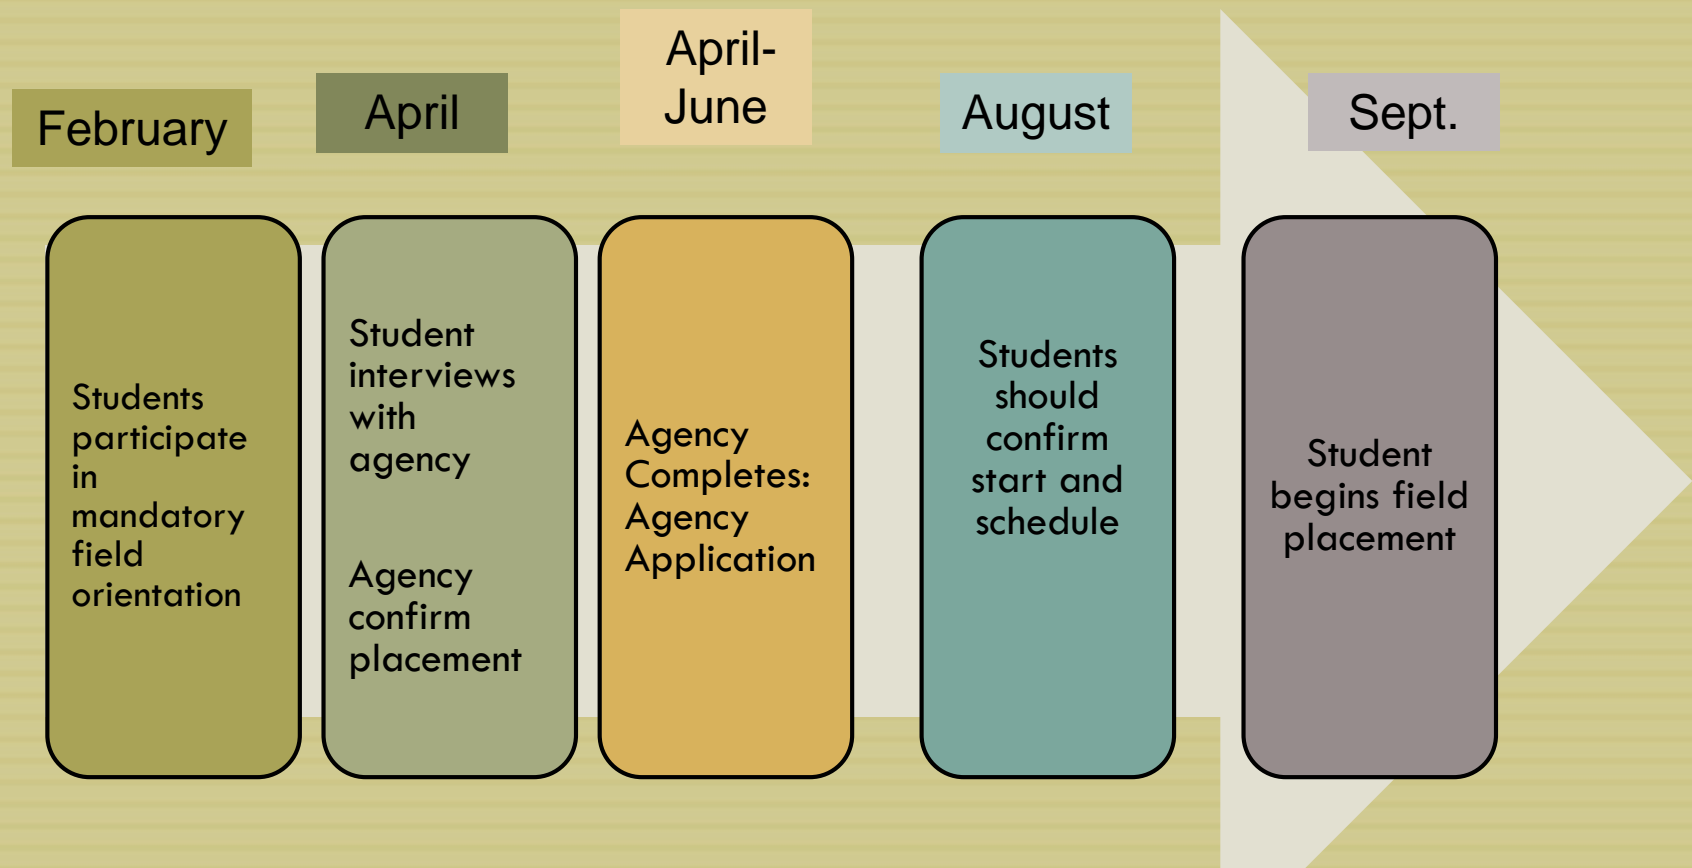 February
April
April-
June
August
Sept.
Students
participate
in
mandatory
field
orientation
Student
interviews
with
agency
Agency
confirm
placement
Agency
Completes:
Agency
Application
Students
should
confirm
start and
schedule
Student
begins field
placement